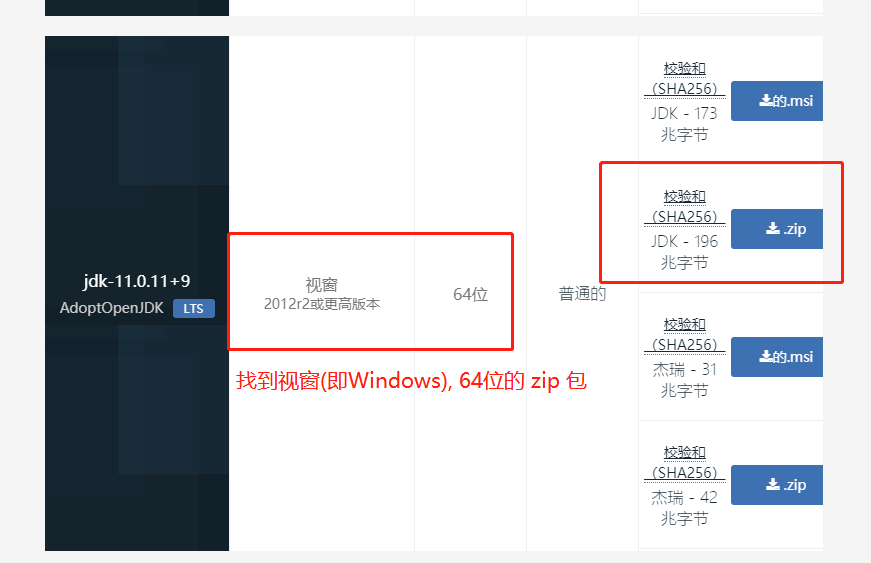 校验和
（SHA256）
JDK - 173
兆字节
的.msi
校验和
（SHA256）
JDK - 196
兆字节
.zip
jdk-11.0.11+9
AdoptOpenJDK LTS
视窗
2012r2或更高版本
64位
普通的
校验和
（SHA256）
杰瑞 - 31
兆字节
的.msi
找到视窗(即Windows), 64位的 zip 包
校验和
（SHA256）
杰瑞 - 42
兆字节
.zip